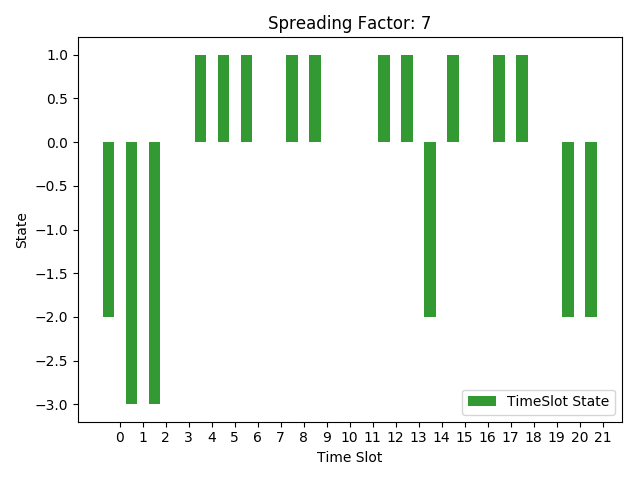 Spreading Factor: 7
1.0
0.5
0.0
−0.5
−1.0
−1.5
−2.0
−2.5
−3.0
State
TimeSlot State
0 1 2 3 4 5 6 7 8 9 10 11 12 13 14 15 16 17 18 19 20 21
Time Slot